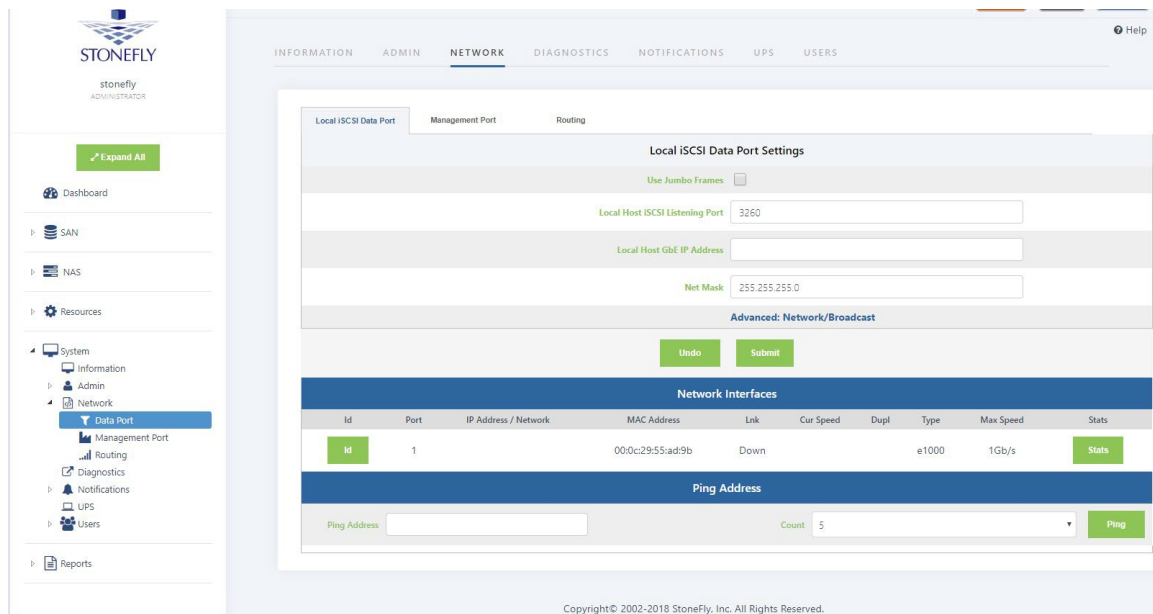 STONEFLY
stonefly
ADMINISTRATOR
Expand All
Dashboard
SAN
NAS
Resources
System
Information
Admin
Network
Data Port
Management Port
Routing
Diagnostics
Notifications
UPS
Users
Reports
Help
INFORMATION ADMIN NETWORK DIAGNOSTICS NOTIFICATIONS UPS USERS
Local iSCSI Data Port Management Port Routing
Local iSCSI Data Port Settings
Use Jumbo Frames
Local Host iSCSI Listening Port 3260
Local Host GbE IP Address
Net Mask 255.255.255.0
Advanced: Network/Broadcast
Undo Submit
Network Interfaces
Id Port IP Address / Network MAC Address Lnk Cur Speed Dupl Type Max Speed Stats
Id 1 00:0c:29:55:ad:9b Down e1000 1Gb/s Stats
Ping Address
Ping Address Count 5 Ping
Copyright© 2002-2018 StoneFly, Inc. All Rights Reserved.